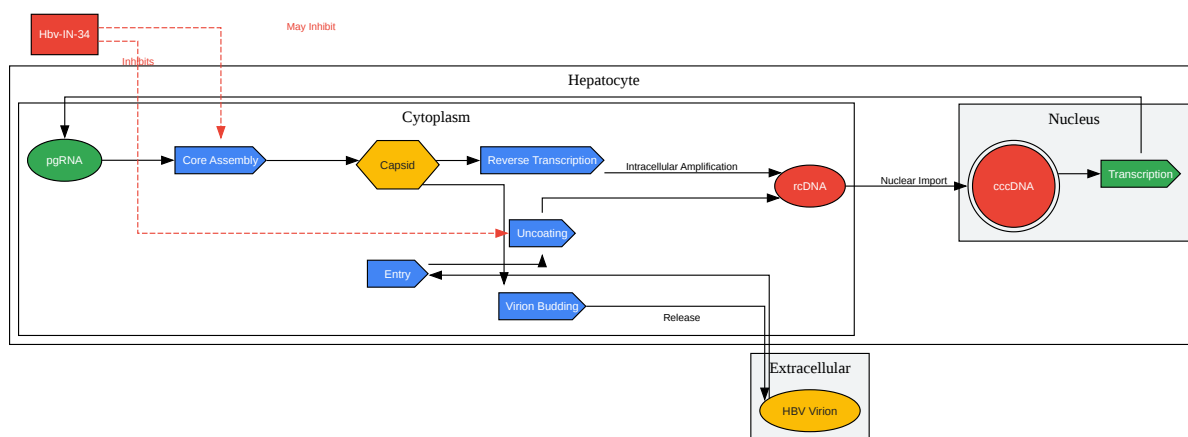 Hbv-IN-34
May Inhibit
Inhibits
Hepatocyte
Cytoplasm
Nucleus
pgRNA
Core Assembly
Capsid
Reverse Transcription
Intracellular Amplification
rcDNA
Nuclear Import
cccDNA
Transcription
Uncoating
Entry
Virion Budding
Release
Extracellular
HBV Virion